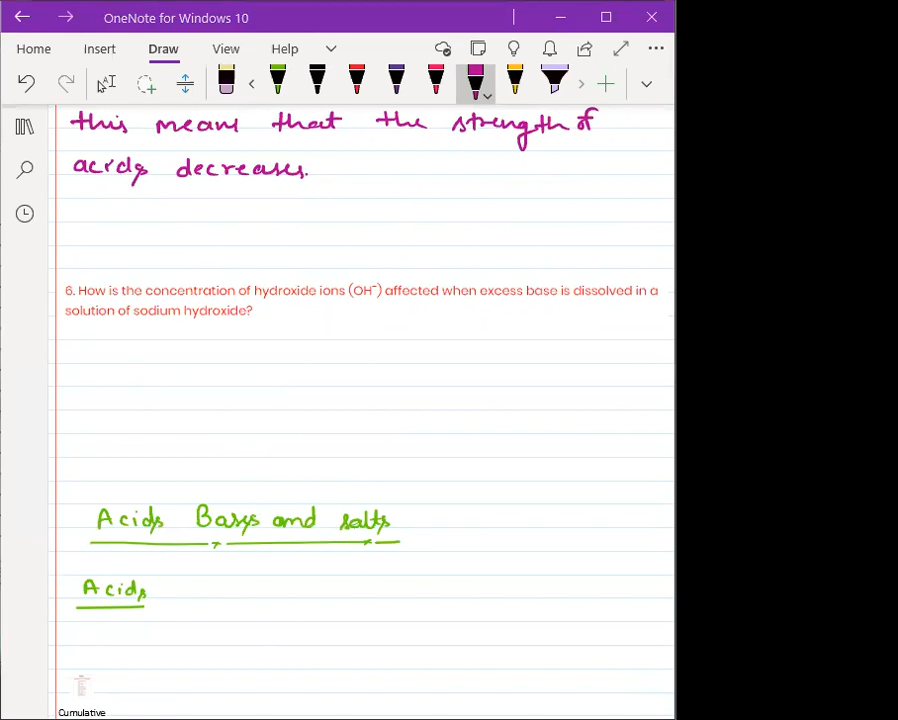 OneNote for Windows 10
Home Insert Draw View Help
this means that the strength of
acids decreases.
6. How is the concentration of hydroxide ions (OH⁻) affected when excess base is dissolved in a
solution of sodium hydroxide?
Acids Bases and salts
Acids
Cumulative